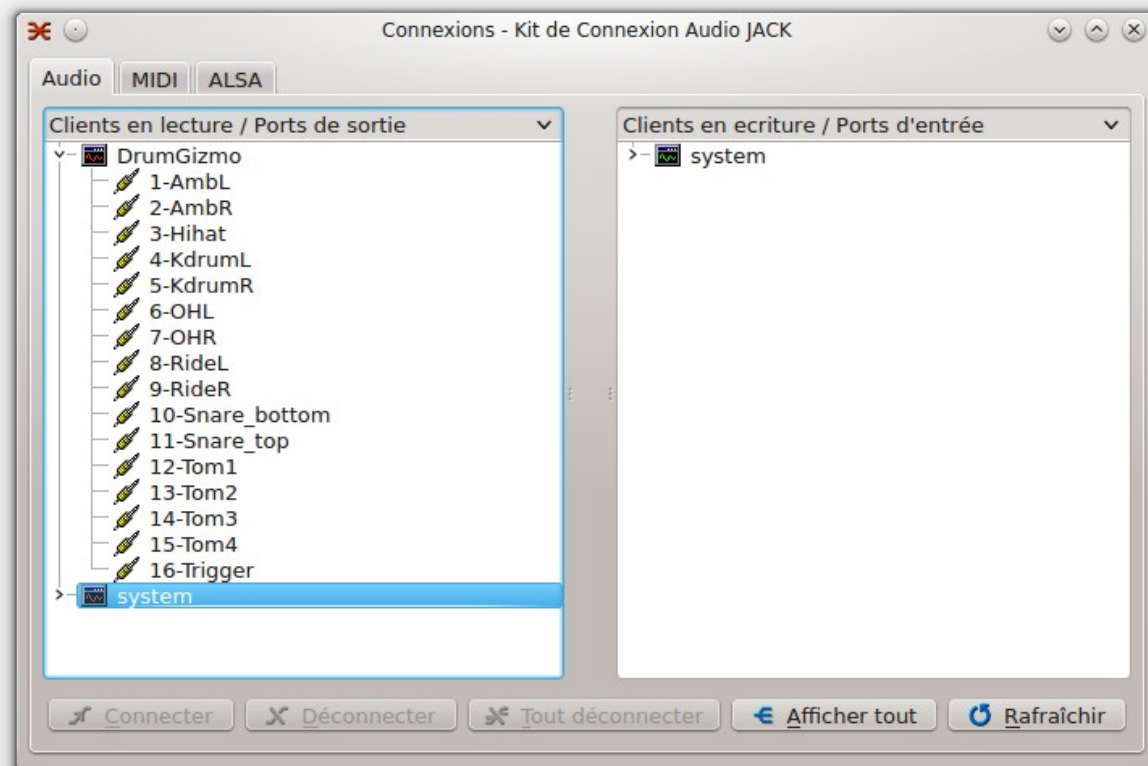 Connexions - Kit de Connexion Audio JACK
Audio MIDI ALSA
Clients en lecture / Ports de sortie
DrumGizmo
1-AmbL
2-AmbR
3-Hihat
4-KdrumL
5-KdrumR
6-OHL
7-OHR
8-RideL
9-RideR
10-Snare_bottom
11-Snare_top
12-Tom1
13-Tom2
14-Tom3
15-Tom4
16-Trigger
system
Clients en ecriture / Ports d'entrée
system
Connecter Déconnecter Tout déconnecter Afficher tout Rafraîchir